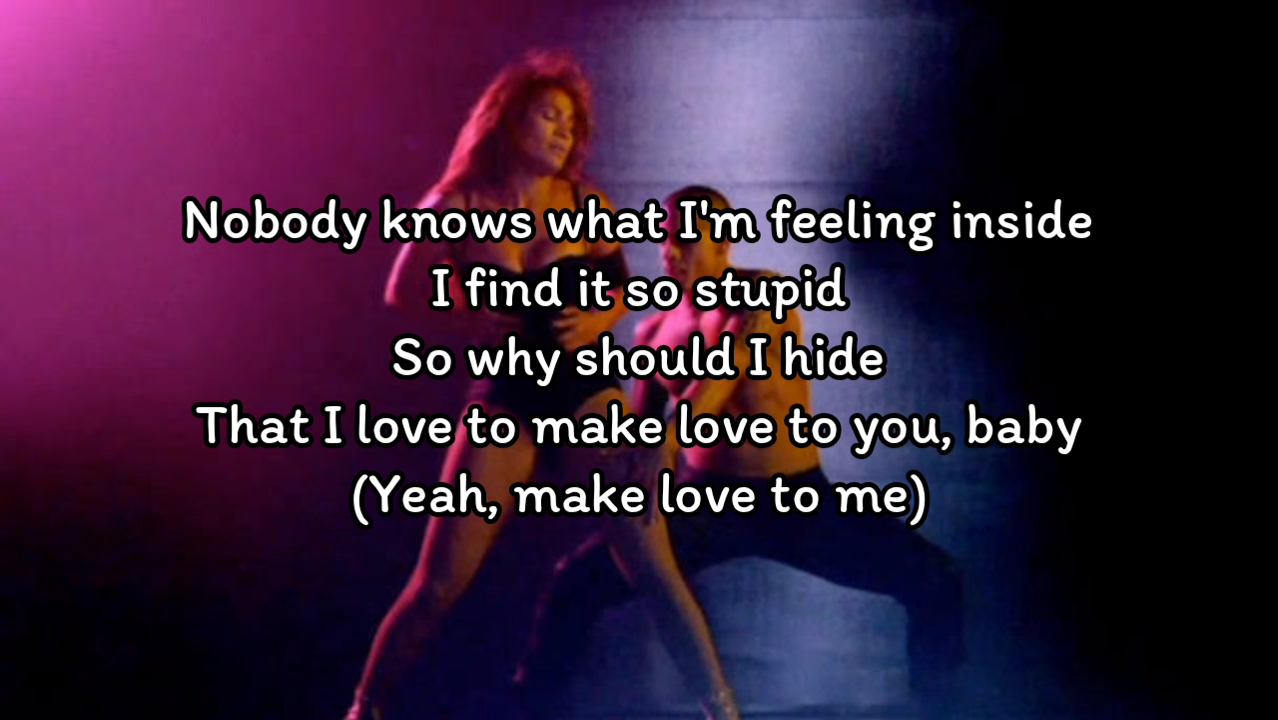 Nobody knows what I'm feeling inside
I find it so stupid
So why should I hide
That I love to make love to you, baby
(Yeah, make love to me)